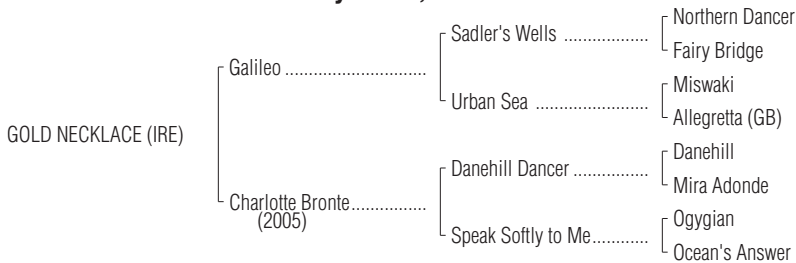 Northern Dancer
Sadler's Wells ..................
Fairy Bridge
Galileo ..............................
Miswaki
Urban Sea ........................
Allegretta (GB)
GOLD NECKLACE (IRE)
Danehill
Danehill Dancer ................
Mira Adonde
Charlotte Bronte................
(2005)
Ogygian
Speak Softly to Me............
Ocean's Answer